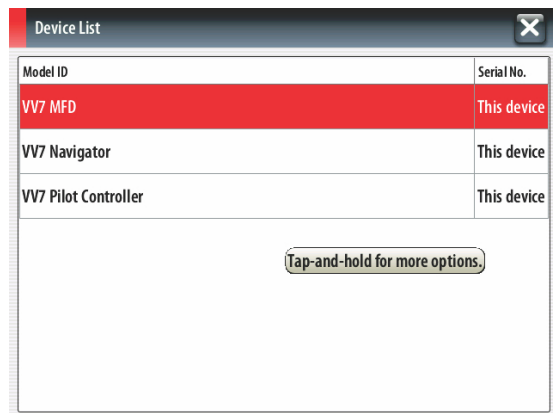 Device List
Model ID Serial No.
VV7 MFD This device
VV7 Navigator This device
VV7 Pilot Controller This device
Tap-and-hold for more options.